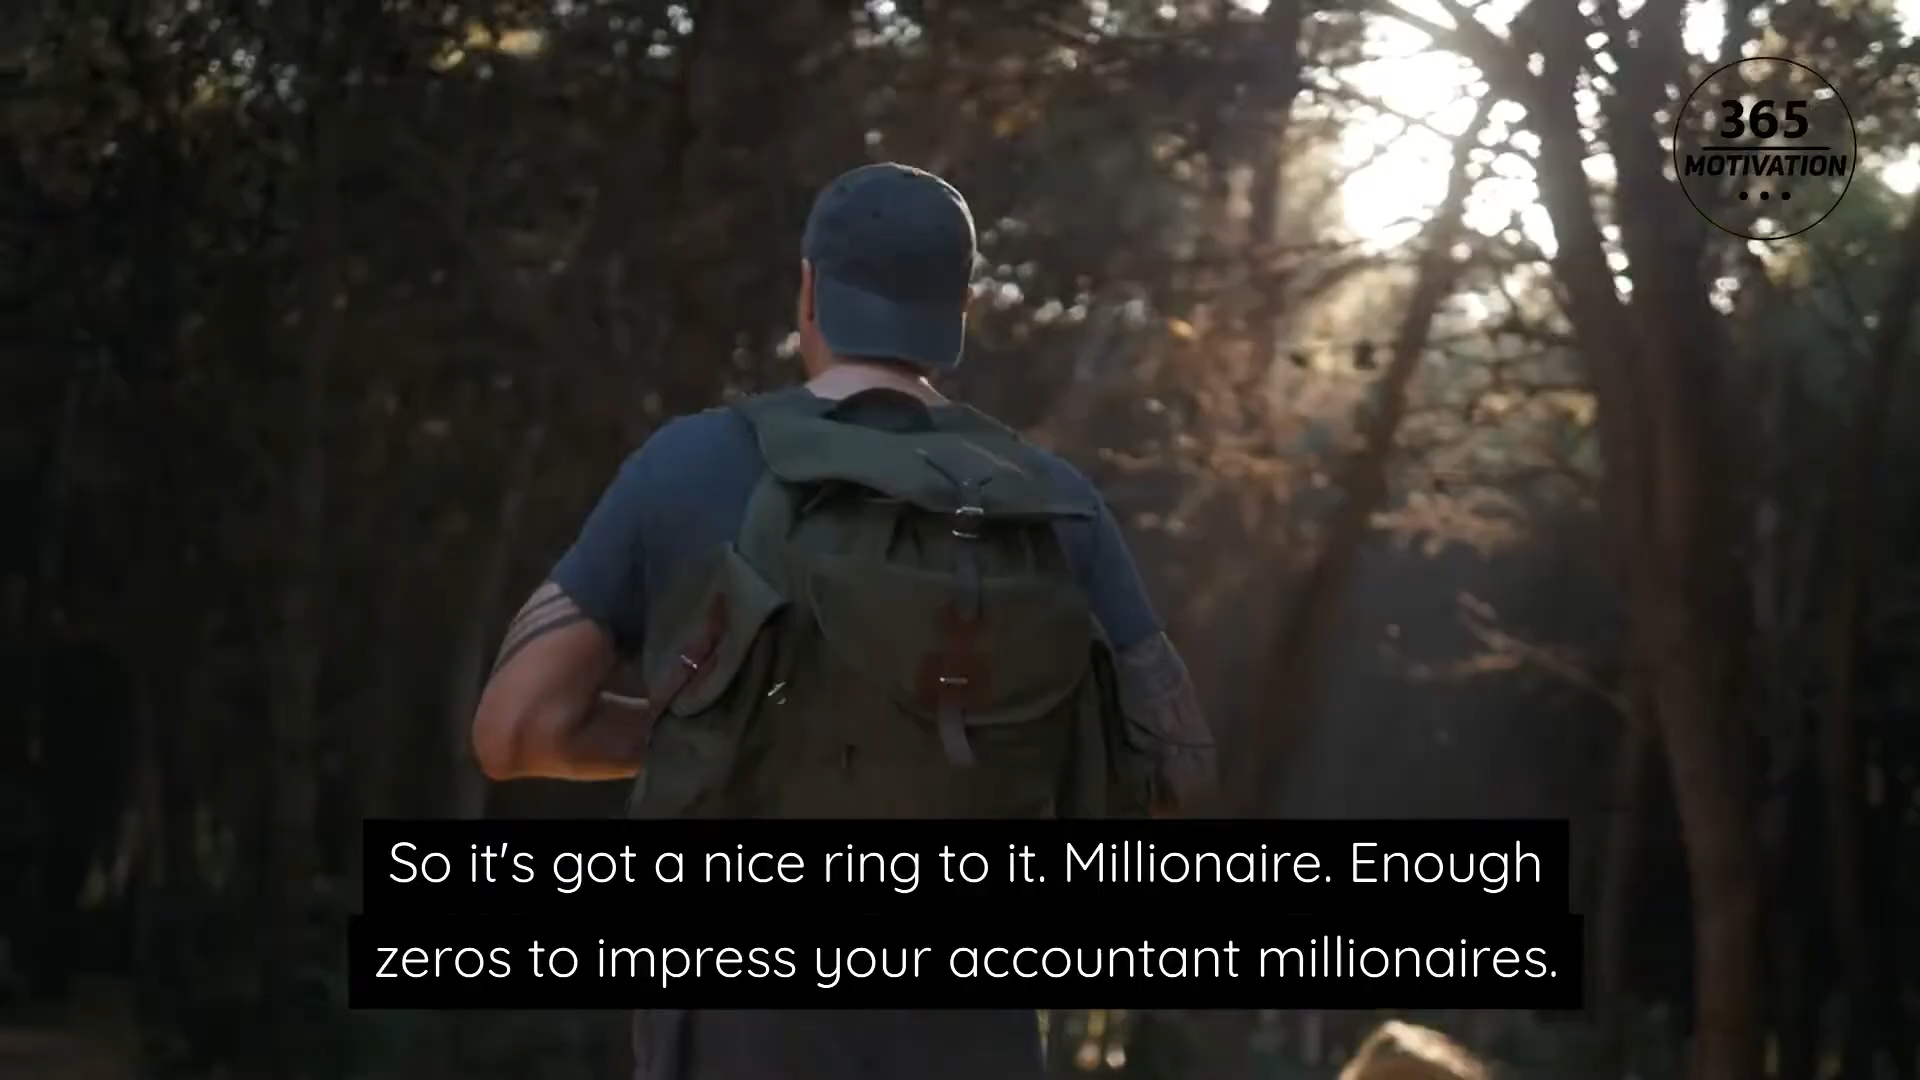 365
MOTIVATION
So it's got a nice ring to it. Millionaire. Enough
zeros to impress your accountant millionaires.